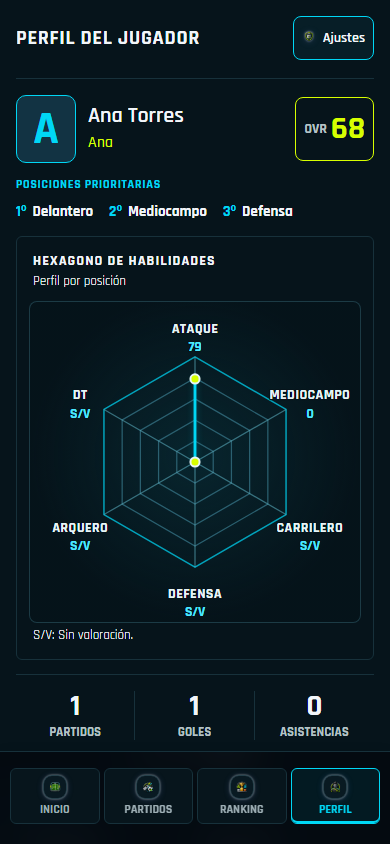 PERFIL DEL JUGADOR
Ajustes
A
Ana Torres
Ana
OVR 68
POSICIONES PRIORITARIAS
1º Delantero 2º Mediocampo 3º Defensa
HEXAGONO DE HABILIDADES
Perfil por posición
ATAQUE
79
DT
S/V
MEDIOCAMPO
0
ARQUERO
S/V
CARRILERO
S/V
DEFENSA
S/V
S/V: Sin valoración.
1 1 0
PARTIDOS GOLES ASISTENCIAS
INICIO PARTIDOS RANKING PERFIL